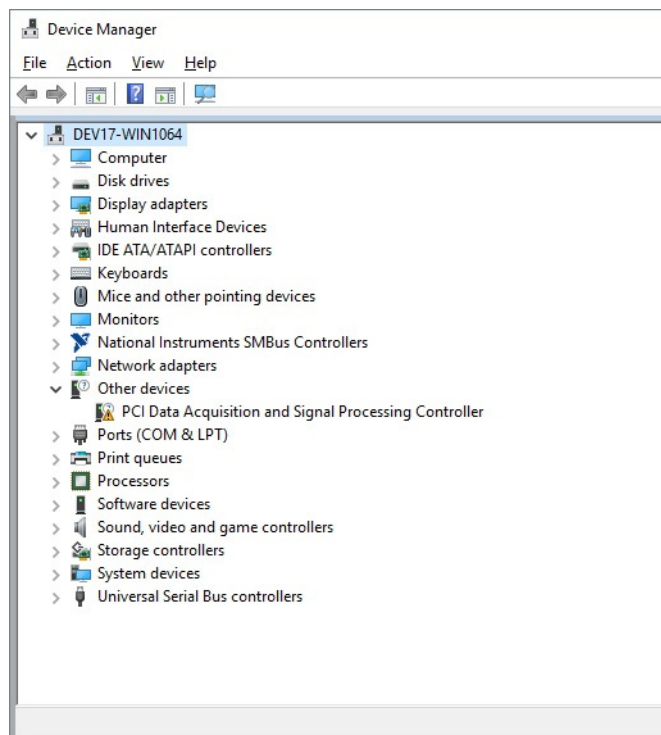 Device Manager
File Action View Help
DEV17-WIN1064
Computer
Disk drives
Display adapters
Human Interface Devices
IDE ATA/ATAPI controllers
Keyboards
Mice and other pointing devices
Monitors
National Instruments SMBus Controllers
Network adapters
Other devices
PCI Data Acquisition and Signal Processing Controller
Ports (COM & LPT)
Print queues
Processors
Software devices
Sound, video and game controllers
Storage controllers
System devices
Universal Serial Bus controllers